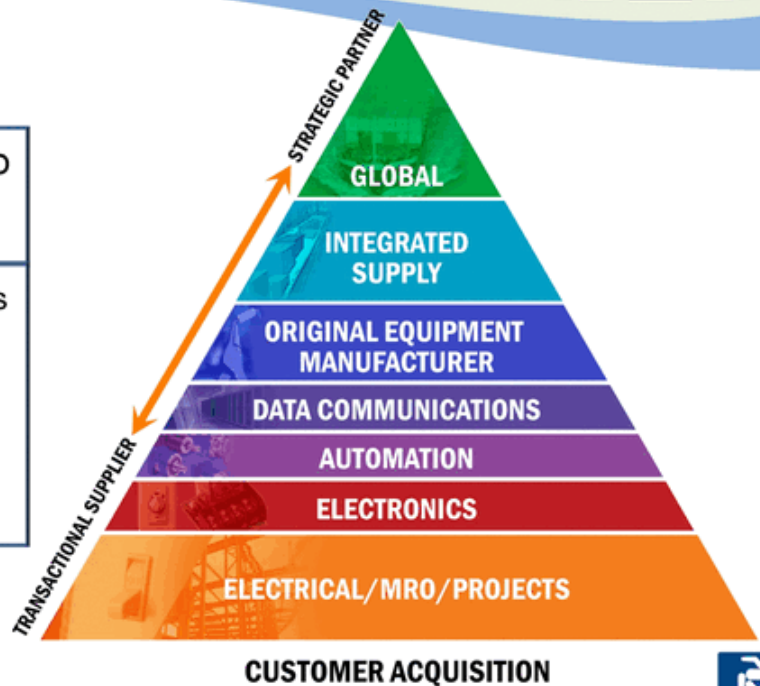 STRATEGIC PARTNER
GLOBAL
INTEGRATED
SUPPLY
ORIGINAL EQUIPMENT
MANUFACTURER
DATA COMMUNICATIONS
AUTOMATION
ELECTRONICS
ELECTRICAL/MRO/PROJECTS
TRANSACTIONAL SUPPLIER
CUSTOMER ACQUISITION